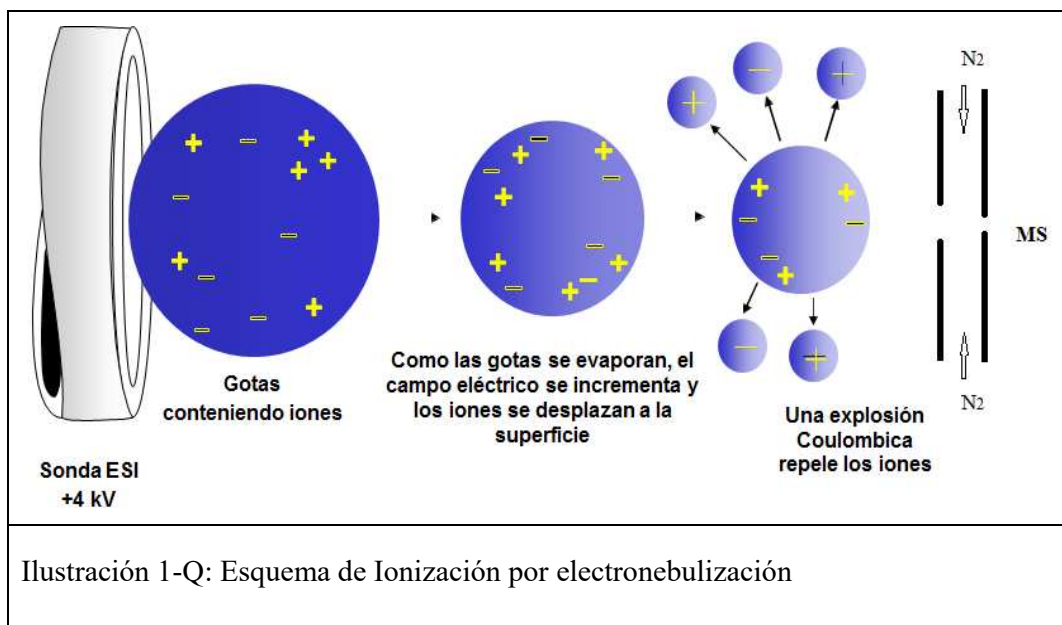 N2
MS
N2
Gotas
conteniendo iones
Como las gotas se evaporan, el
campo eléctrico se incrementa y
los iones se desplazan a la
superficie
Una explosión
Coulombica
repele los iones
Sonda ESI
+4 kV
Ilustración 1-Q: Esquema de Ionización por electronebulización